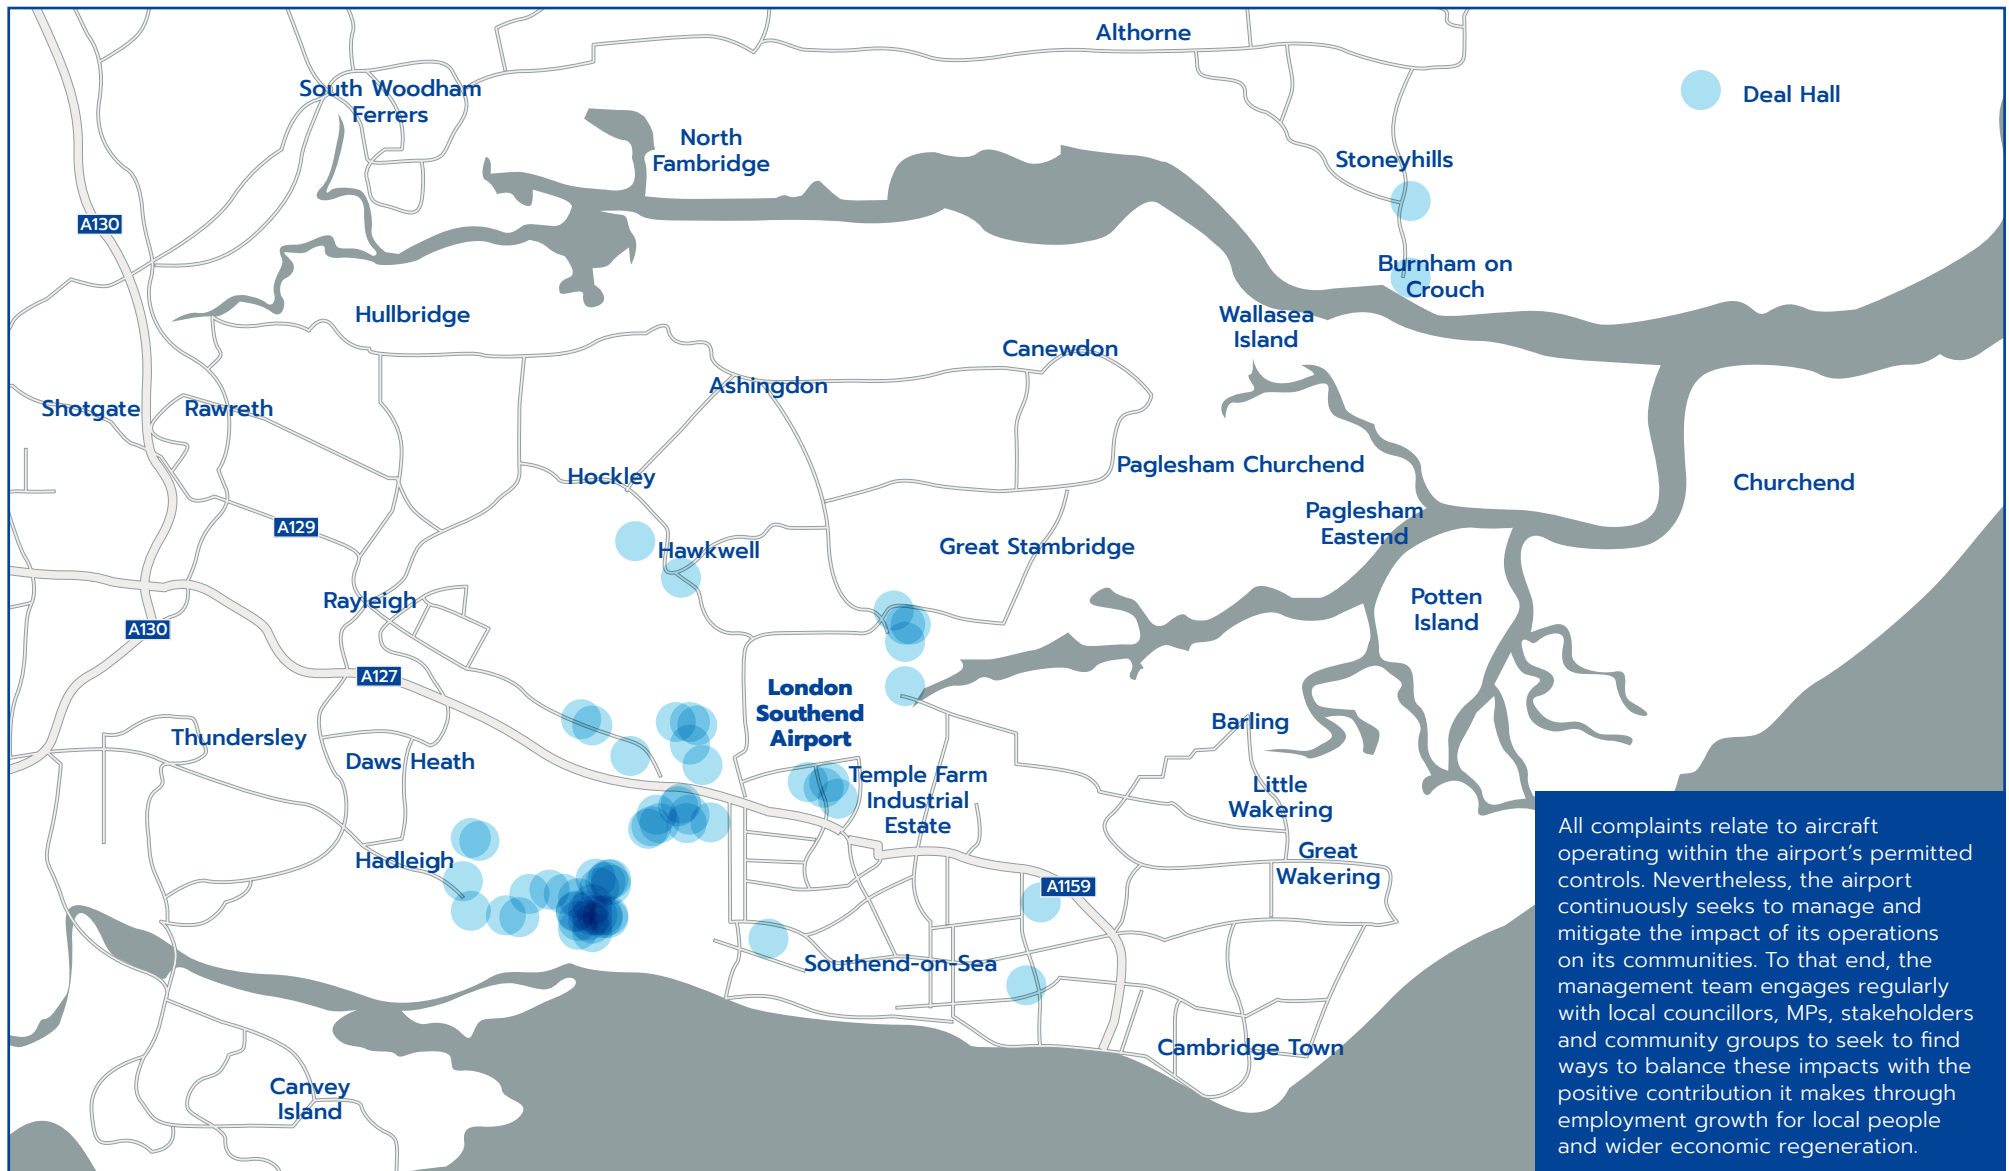 Althorne
South Woodham
Ferrers
Deal Hall
North
Fambridge
Stoneyhills
A130
Burnham on
Crouch
Hullbridge
Wallasea
Island
Canewdon
Ashingdon
Shotgate
Rawreth
Paglesham Churchend
Hockley
Churchend
Paglesham
Eastend
A129
Hawkwell
Great Stambridge
Rayleigh
Potten
Island
A130
A127
London
Southend
Airport
Barling
Thundersley
Daws Heath
Temple Farm
Industrial
Estate
Little
Wakering
Hadleigh
Great
Wakering
A1159
Southend-on-Sea
Cambridge Town
Canvey
Island
All complaints relate to aircraft
operating within the airport’s permitted
controls. Nevertheless, the airport
continuously seeks to manage and
mitigate the impact of its operations
on its communities. To that end, the
management team engages regularly
with local councillors, MPs, stakeholders
and community groups to seek to find
ways to balance these impacts with the
positive contribution it makes through
employment growth for local people
and wider economic regeneration.